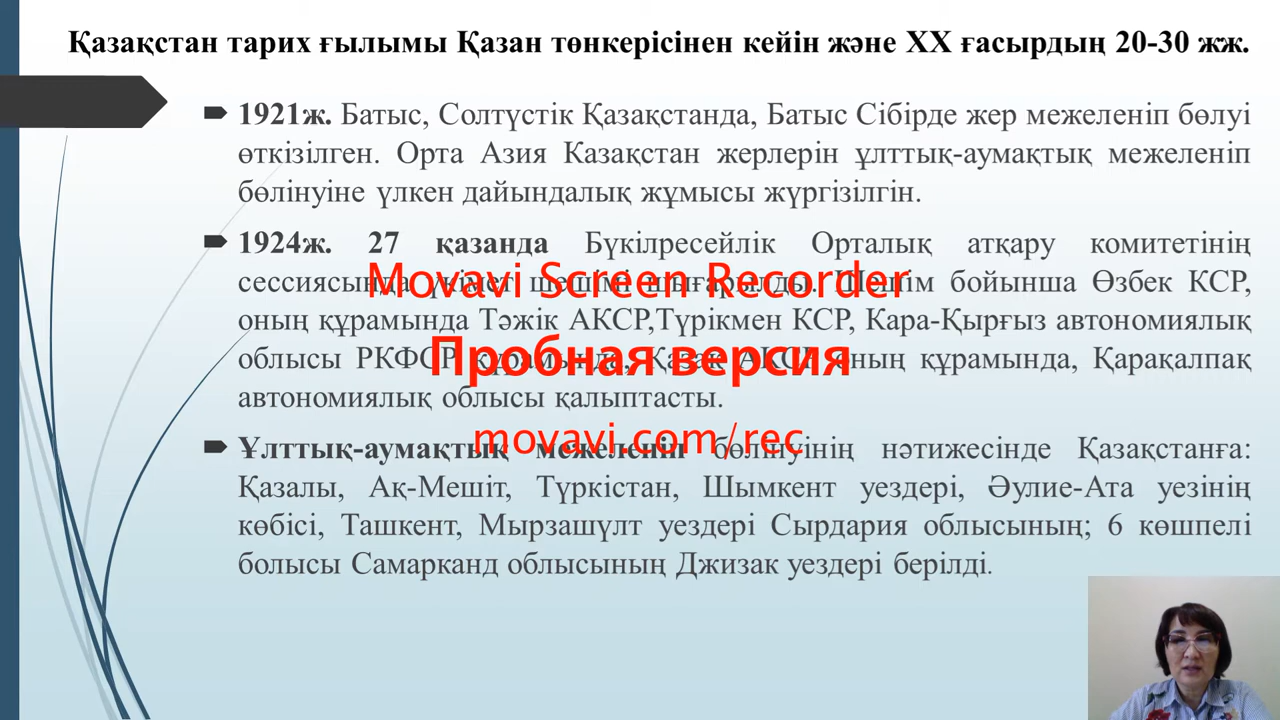 Қазақстан тарих ғылымы Қазан төнкерісінен кейін және ХХ ғасырдың 20-30 жж.
1921ж. Батыс, Солтүстік Қазақстанда, Батыс Сібірде жер межеленіп бөлуі
өткізілген. Орта Азия Казақстан жерлерін ұлттық-аумақтық межеленіп
бөлінуіне үлкен дайындалық жұмысы жүргізілгін.
1924ж. 27 қазанда Бүкілресейлік Орталық атқару комитетінің
сессиясында үкімет шешімі шығарылды. Шешім бойынша Өзбек КСР,
Movavi Screen Recorder
оның құрамында Тәжік АКСР,Түрікмен КСР, Кара-Қырғыз автономиялық
облысы РКФСР құрамында, Қазақ АКСР оның құрамында, Қарақалпақ
Пробная версия
автономиялық облысы қалыптасты.
Ұлттық-аумақтық межеленіп бөлінуінің нәтижесінде Қазақстанға:
movavi.com/rec
Қазалы, Ақ-Мешіт, Түркістан, Шымкент уездері, Әулие-Ата уезінің
көбісі, Ташкент, Мырзашұлт уездері Сырдария облысының; 6 көшпелі
болысы Самарканд облысының Джизак уездері берілді.